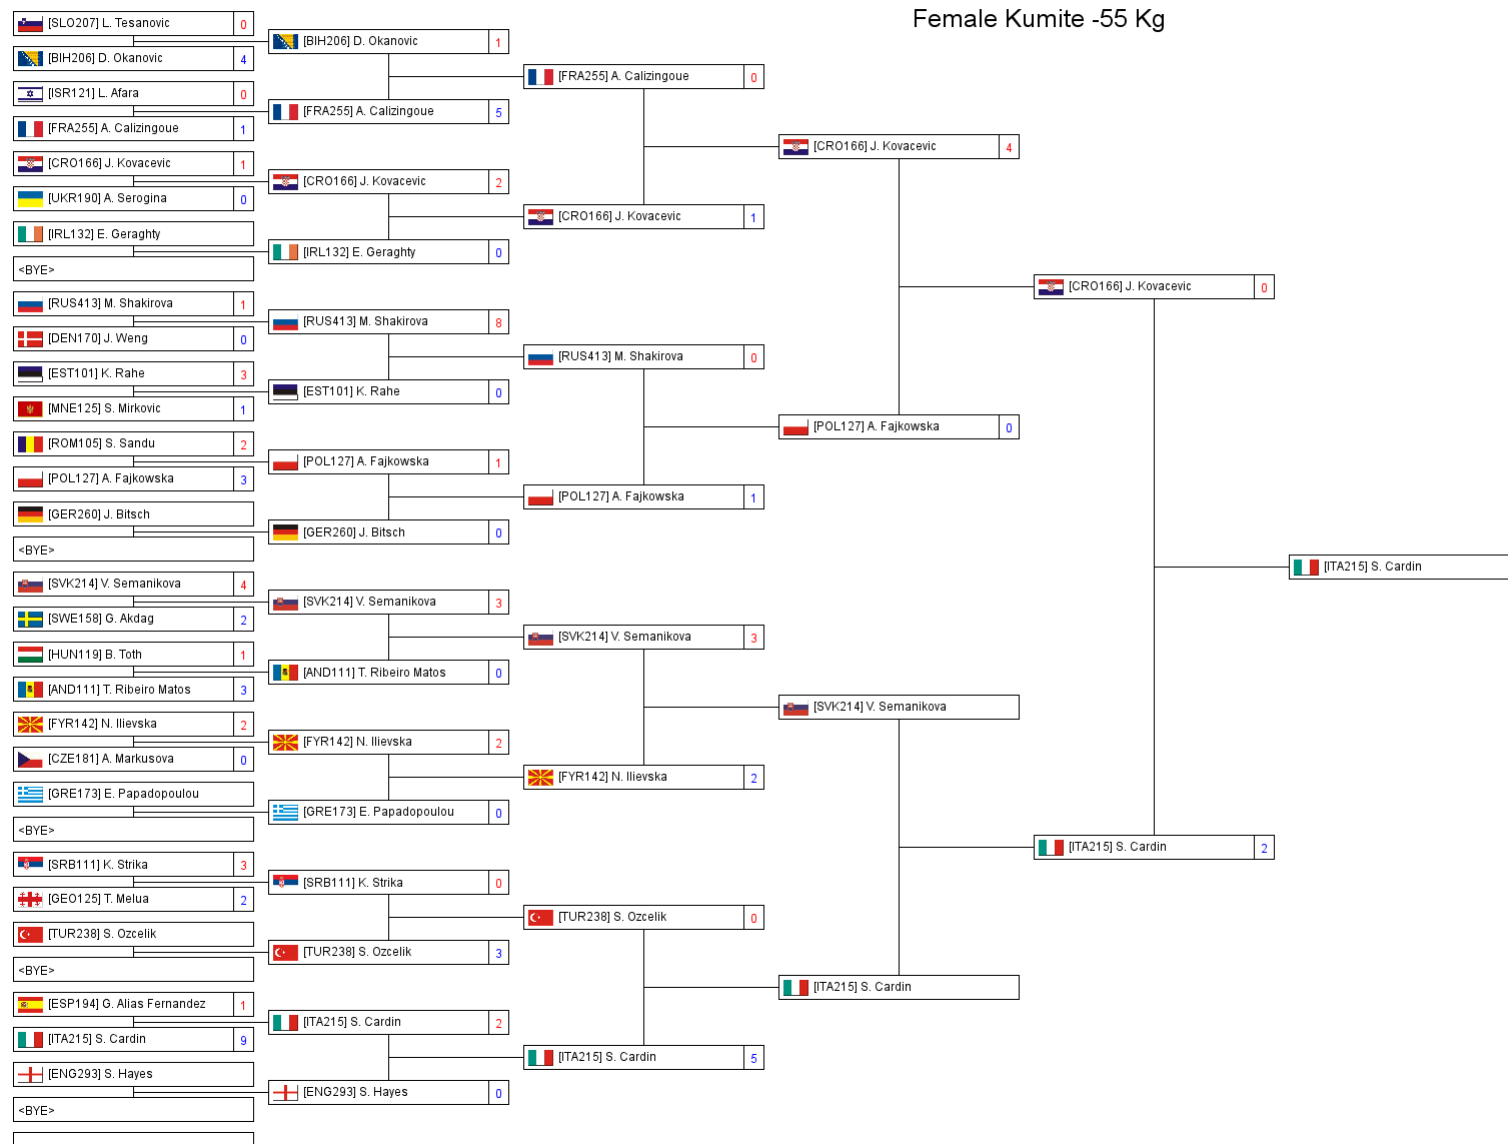 Female Kumite -55 Kg
[SLO207] L. Tesanovic 0
[BIH206] D. Okanovic 4
[ISR121] L. Afara 0
[FRA255] A. Calizingoue 1
[CRO166] J. Kovacevic 1
[UKR190] A. Serogina 0
[IRL132] E. Geraghty
<BYE>
[RUS413] M. Shakirova 1
[DEN170] J. Weng 0
[EST101] K. Rahe 3
[MNE125] S. Mirkovic 1
[ROM105] S. Sandu 2
[POL127] A. Fajkowska 3
[GER260] J. Bitsch
<BYE>
[SVK214] V. Semanikova 4
[SWE158] G. Akdag 2
[HUN119] B. Toth 1
[AND111] T. Ribeiro Matos 3
[FYR142] N. Ilievska 2
[CZE181] A. Markusova 0
[GRE173] E. Papadopoulou
<BYE>
[SRB111] K. Strika 3
[GEO125] T. Melua 2
[TUR238] S. Ozcelik
<BYE>
[ESP194] G. Alias Fernandez 1
[ITA215] S. Cardin 9
[ENG293] S. Hayes
<BYE>
[BIH206] D. Okanovic 1
[FRA255] A. Calizingoue 5
[CRO166] J. Kovacevic 2
[IRL132] E. Geraghty 0
[RUS413] M. Shakirova 8
[EST101] K. Rahe 0
[POL127] A. Fajkowska 1
[GER260] J. Bitsch 0
[SVK214] V. Semanikova 3
[AND111] T. Ribeiro Matos 0
[FYR142] N. Ilievska 2
[GRE173] E. Papadopoulou 0
[SRB111] K. Strika 0
[TUR238] S. Ozcelik 3
[ITA215] S. Cardin 2
[ENG293] S. Hayes 0
[FRA255] A. Calizingoue 0
[CRO166] J. Kovacevic 1
[RUS413] M. Shakirova 0
[POL127] A. Fajkowska 1
[SVK214] V. Semanikova 3
[FYR142] N. Ilievska 2
[TUR238] S. Ozcelik 0
[ITA215] S. Cardin 5
[CRO166] J. Kovacevic 4
[POL127] A. Fajkowska 0
[SVK214] V. Semanikova
[ITA215] S. Cardin
[CRO166] J. Kovacevic 0
[ITA215] S. Cardin 2
[ITA215] S. Cardin